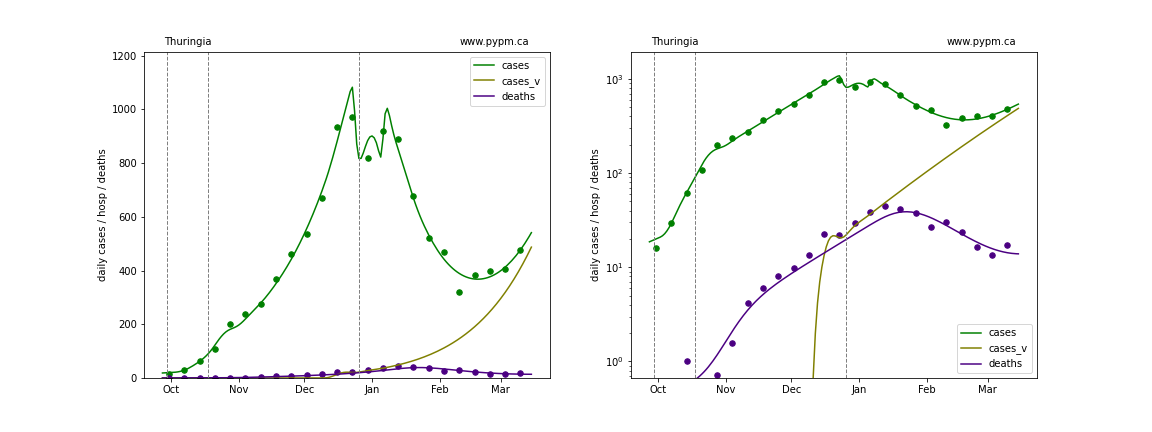 Thuringia www.pypm.ca
1200
1000
800
600
400
200
0
daily cases / hosp / deaths
cases
cases_v
deaths
Oct Nov Dec Jan Feb Mar
Thuringia www.pypm.ca
10³
10²
10¹
10⁰
daily cases / hosp / deaths
cases
cases_v
deaths
Oct Nov Dec Jan Feb Mar